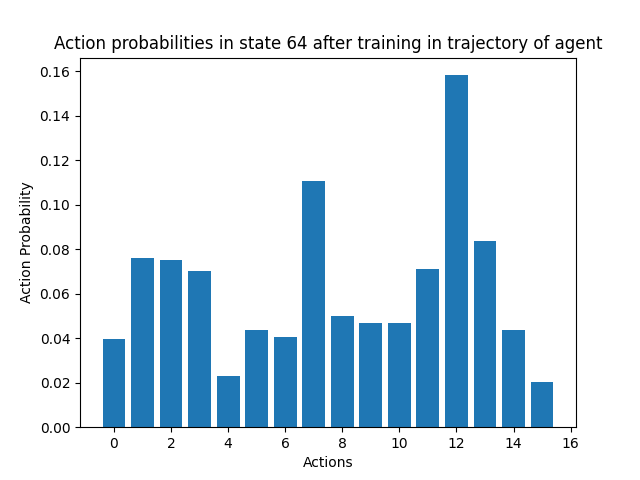 Action probabilities in state 64 after training in trajectory of agent
0.16
0.14
0.12
0.10
0.08
0.06
0.04
0.02
0.00
Action Probability
0 2 4 6 8 10 12 14 16
Actions